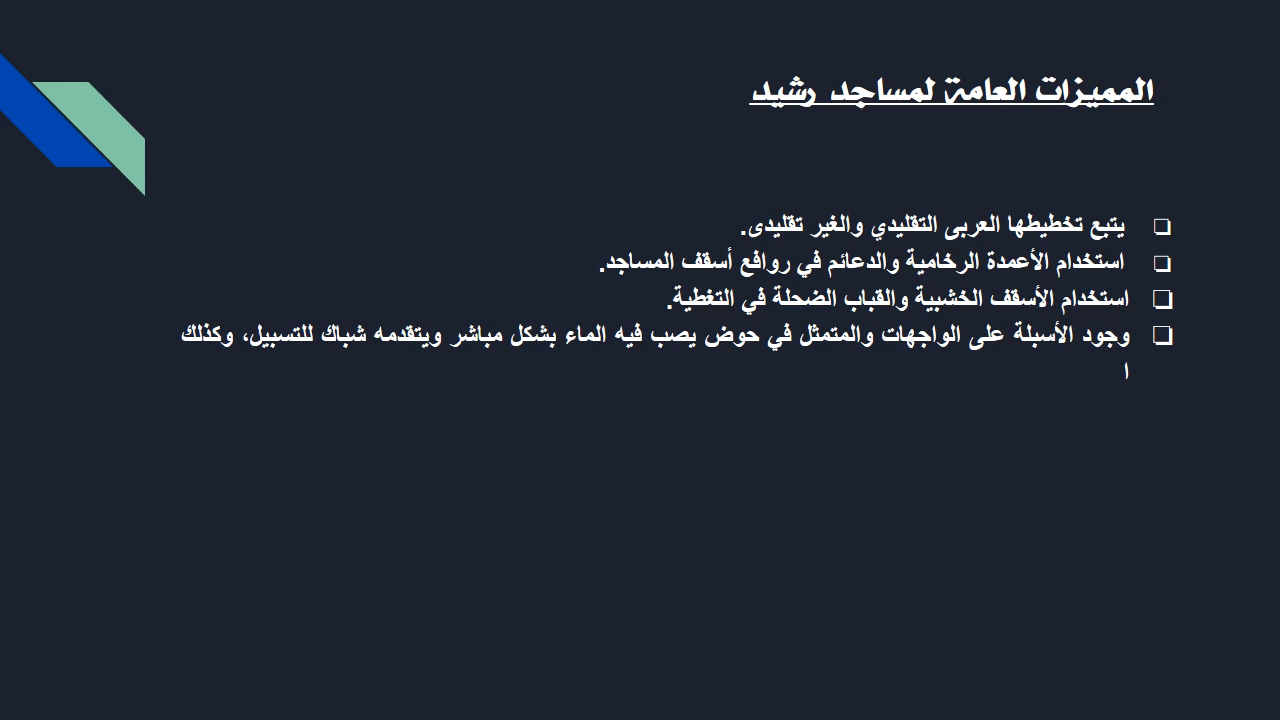 المميزات العامة لمساجد رشيد
❏ يتبع تخطيطها العربى التقليدي والغير تقليدى.
❏ استخدام الأعمدة الرخامية والدعائم في روافع أسقف المساجد.
❏ استخدام الأسقف الخشبية والقباب الضحلة في التغطية.
❏ وجود الأسبلة على الواجهات والمتمثل في حوض يصب فيه الماء بشكل مباشر ويتقدمه شباك للتسبيل، وكذلك
ا